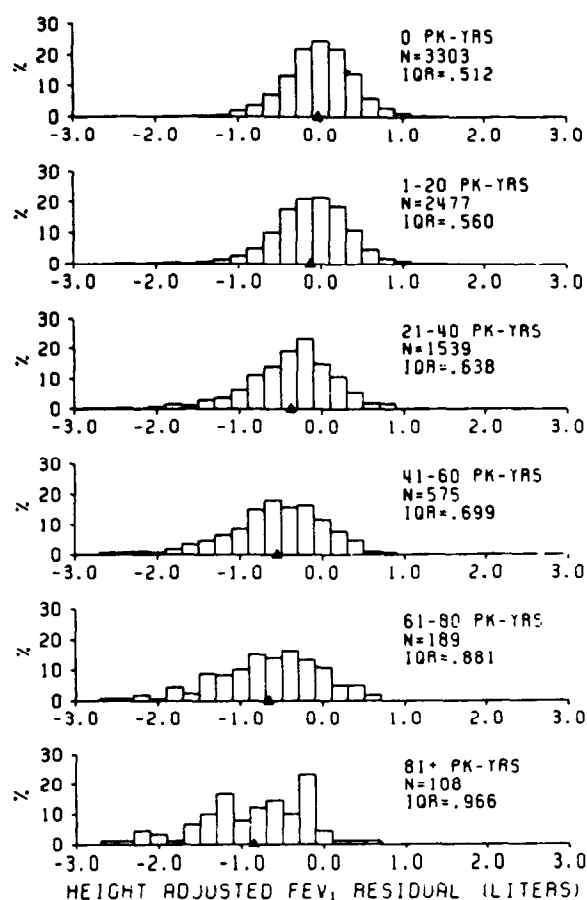 30
20
10
0
%
0 PK-YRS
N=3303
IQR=.512
-3.0 -2.0 -1.0 0.0 1.0 2.0 3.0
30
20
10
0
%
1-20 PK-YRS
N=2477
IQR=.560
-3.0 -2.0 -1.0 0.0 1.0 2.0 3.0
30
20
10
0
%
21-40 PK-YRS
N=1539
IQR=.638
-3.0 -2.0 -1.0 0.0 1.0 2.0 3.0
30
20
10
0
%
41-60 PK-YRS
N=575
IQR=.699
-3.0 -2.0 -1.0 0.0 1.0 2.0 3.0
30
20
10
0
%
61-80 PK-YRS
N=189
IQR=.881
-3.0 -2.0 -1.0 0.0 1.0 2.0 3.0
30
20
10
0
%
81+ PK-YRS
N=108
IQR=.966
-3.0 -2.0 -1.0 0.0 1.0 2.0 3.0
HEIGHT ADJUSTED FEV₁ RESIDUAL (LITERS)